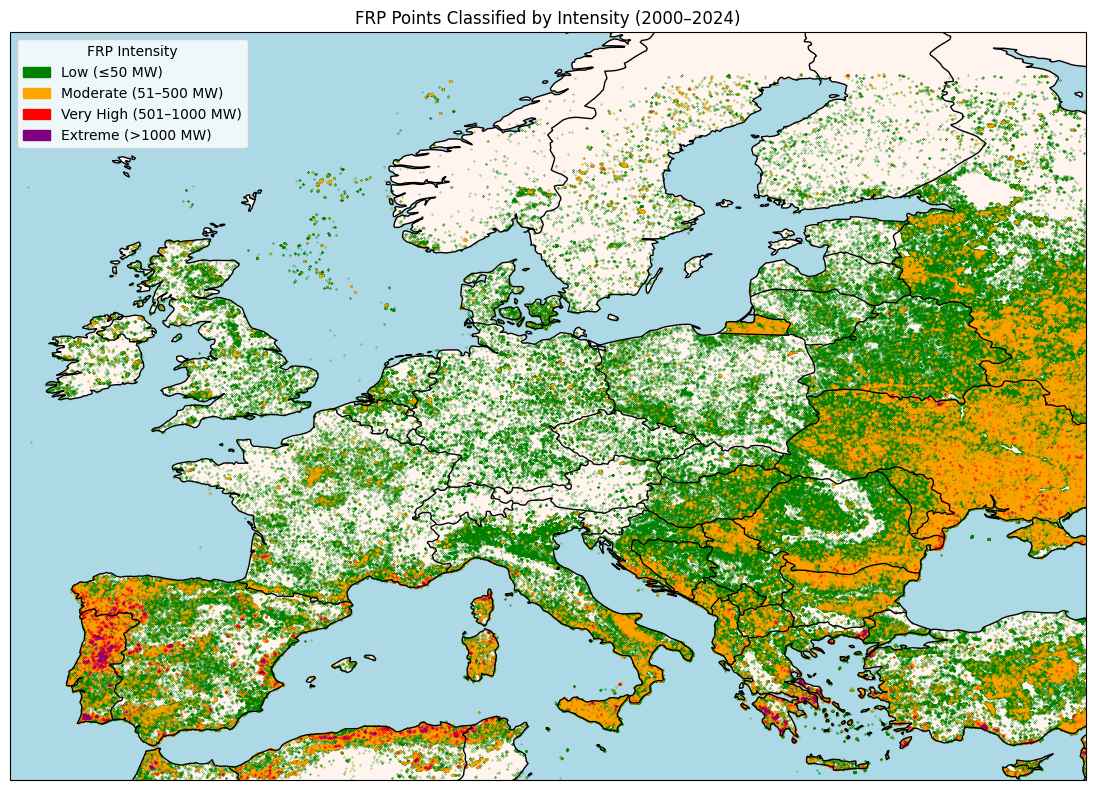 FRP Points Classified by Intensity (2000–2024)
FRP Intensity
Low (≤50 MW)
Moderate (51–500 MW)
Very High (501–1000 MW)
Extreme (>1000 MW)